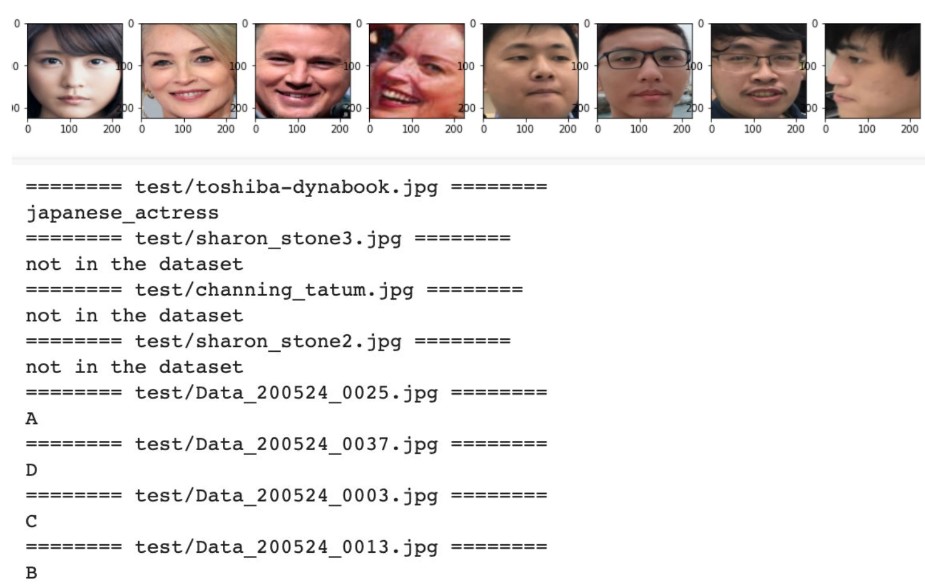 0 0 0 0 0 0 0 0
0 100 100 100 100 100 100 100
00 200 200 200 200 200 200 200
0 100 200 0 100 200 0 100 200 0 100 200 0 100 200 0 100 200 0 100 200 0 100 200
======== test/toshiba-dynabook.jpg ========
japanese_actress
======== test/sharon_stone3.jpg ========
not in the dataset
======== test/channing_tatum.jpg ========
not in the dataset
======== test/sharon_stone2.jpg ========
not in the dataset
======== test/Data_200524_0025.jpg ========
A
======== test/Data_200524_0037.jpg ========
D
======== test/Data_200524_0003.jpg ========
C
======== test/Data_200524_0013.jpg ========
B